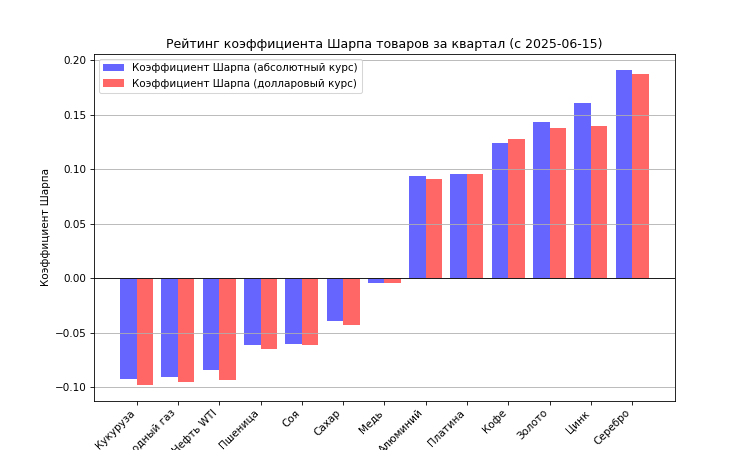 Рейтинг коэффициента Шарпа товаров за квартал (с 2025-06-15)
Коэффициент Шарпа (абсолютный курс)
Коэффициент Шарпа (долларовый курс)
Коэффициент Шарпа
0.20
0.15
0.10
0.05
0.00
−0.05
−0.10
Кукуруза
одный газ
Нефть WTI
Пшеница
Соя
Сахар
Медь
Алюминий
Платина
Кофе
Золото
Цинк
Серебро